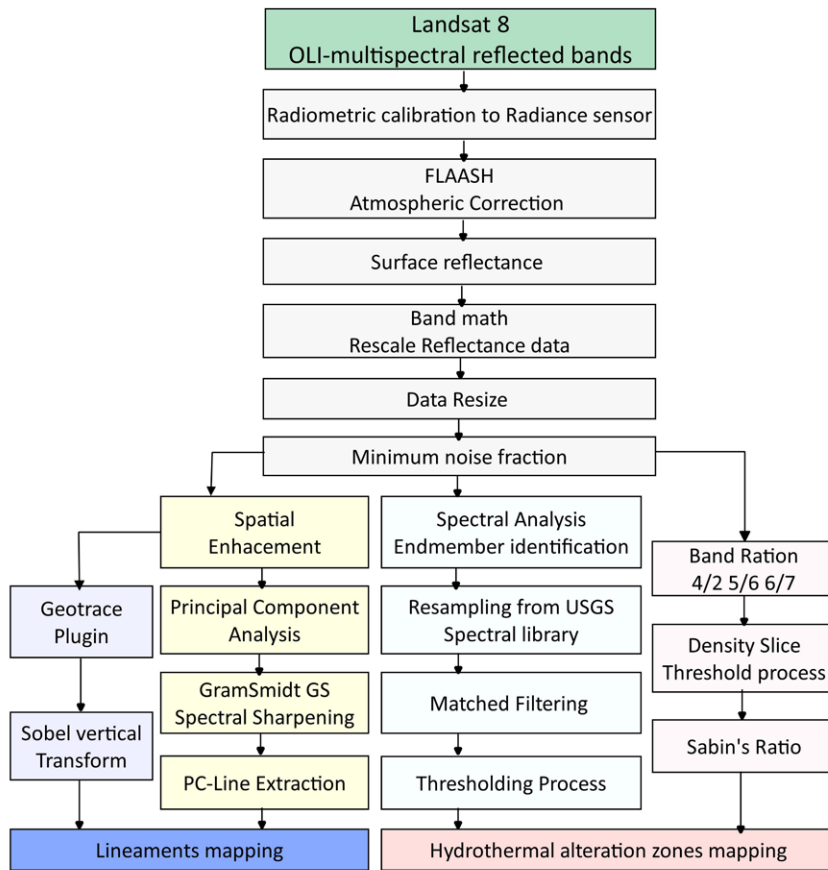 Landsat 8
OLI-multispectral reflected bands
Radiometric calibration to Radiance sensor
FLAASH
Atmospheric Correction
Surface reflectance
Band math
Rescale Reflectance data
Data Resize
Minimum noise fraction
Spatial
Enhacement
Spectral Analysis
Endmember identification
Band Ration
4/2 5/6 6/7
Geotrace
Plugin
Principal Component
Analysis
Resampling from USGS
Spectral library
Density Slice
Threshold process
GramSmidt GS
Spectral Sharpening
Matched Filtering
Sobel vertical
Transform
Sabin's Ratio
PC-Line Extraction
Thresholding Process
Lineaments mapping
Hydrothermal alteration zones mapping